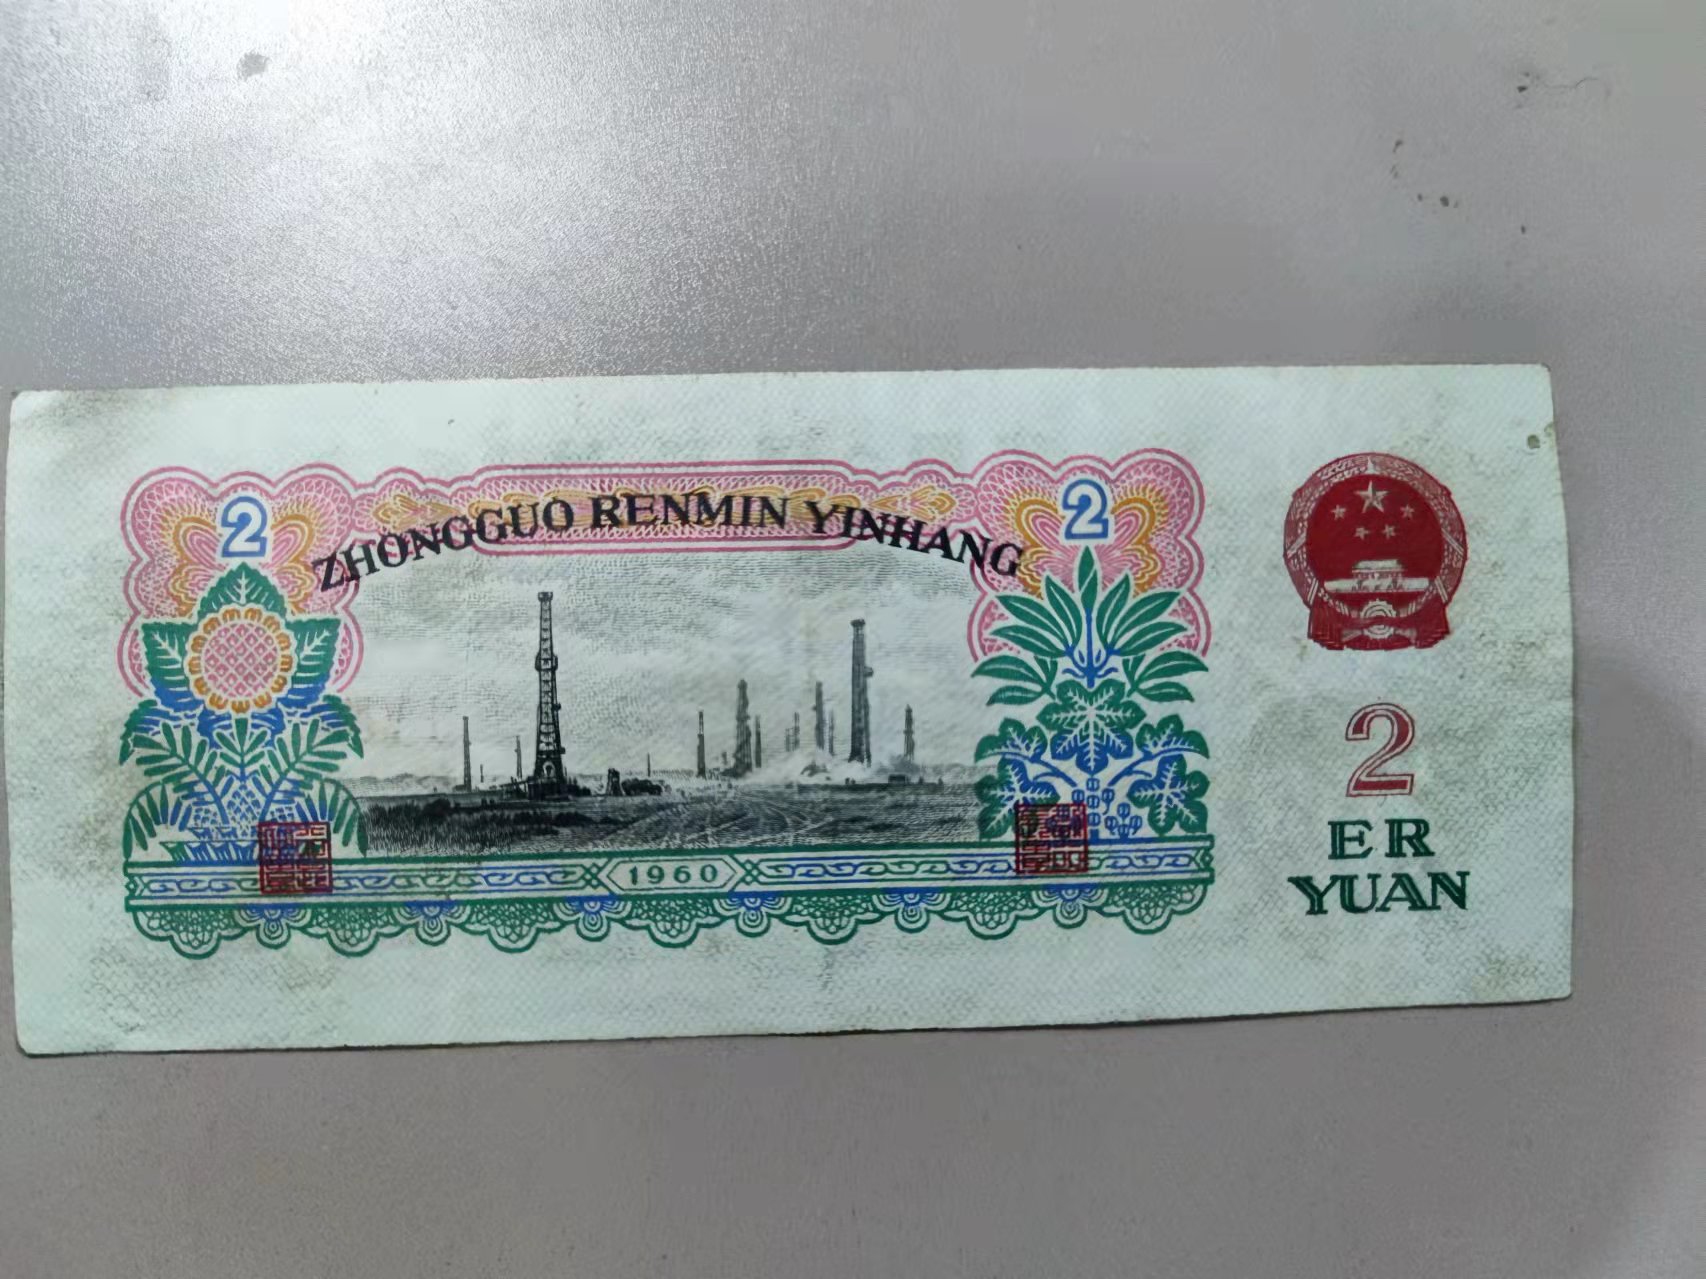 2
ZHONGGUO RENMIN YINHANG
2
1960
2
ER
YUAN